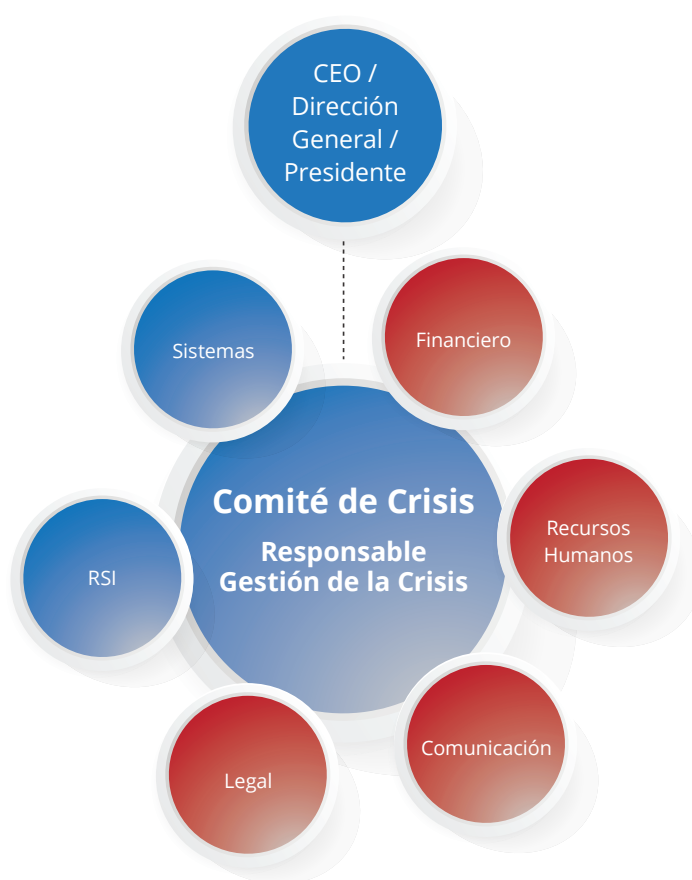 CEO /
Dirección
General /
Presidente
Sistemas
Financiero
Comité de Crisis
Responsable
Gestión de la Crisis
Recursos
Humanos
RSI
Comunicación
Legal